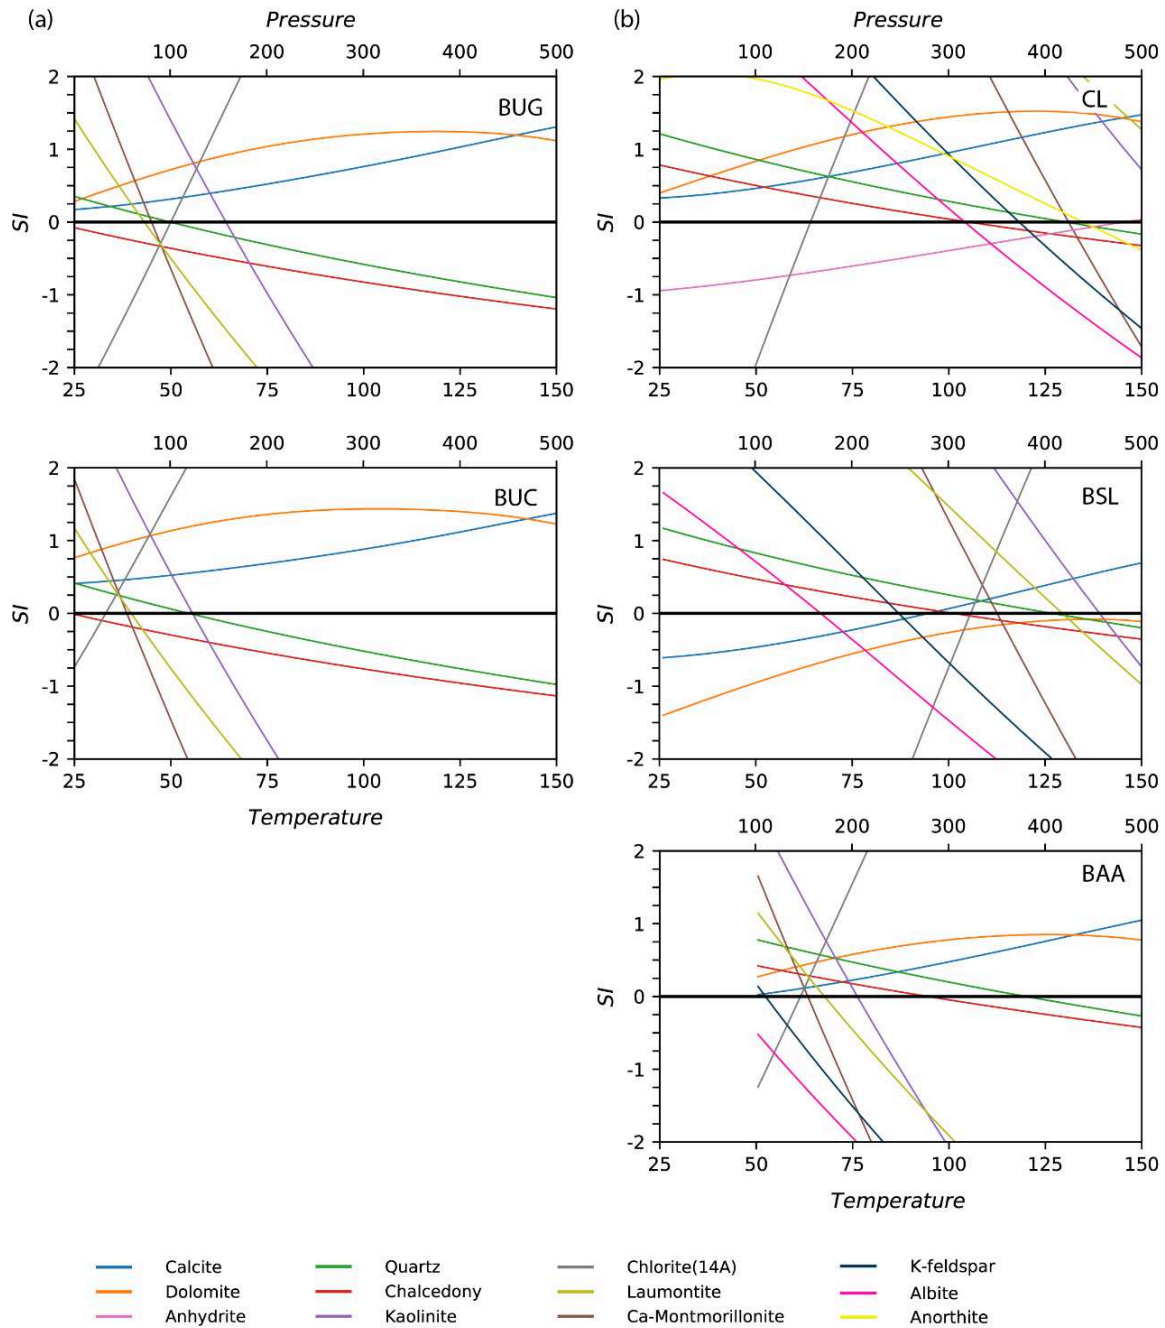 (a) Pressure (b) Pressure
100 200 300 400 500 100 200 300 400 500
2 BUG 2 CL
1 1
SI 0 SI 0
-1 -1
-2 -2
25 50 75 100 125 150 25 50 75 100 125 150
100 200 300 400 500 100 200 300 400 500
2 BUC 2 BSL
1 1
SI 0 SI 0
-1 -1
-2 -2
25 50 75 100 125 150 25 50 75 100 125 150
Temperature
100 200 300 400 500
2 BAA
1
SI 0
-1
-2
25 50 75 100 125 150
Temperature
Calcite Quartz Chlorite(14A) K-feldspar
Dolomite Chalcedony Laumontite Albite
Anhydrite Kaolinite Ca-Montmorillonite Anorthite